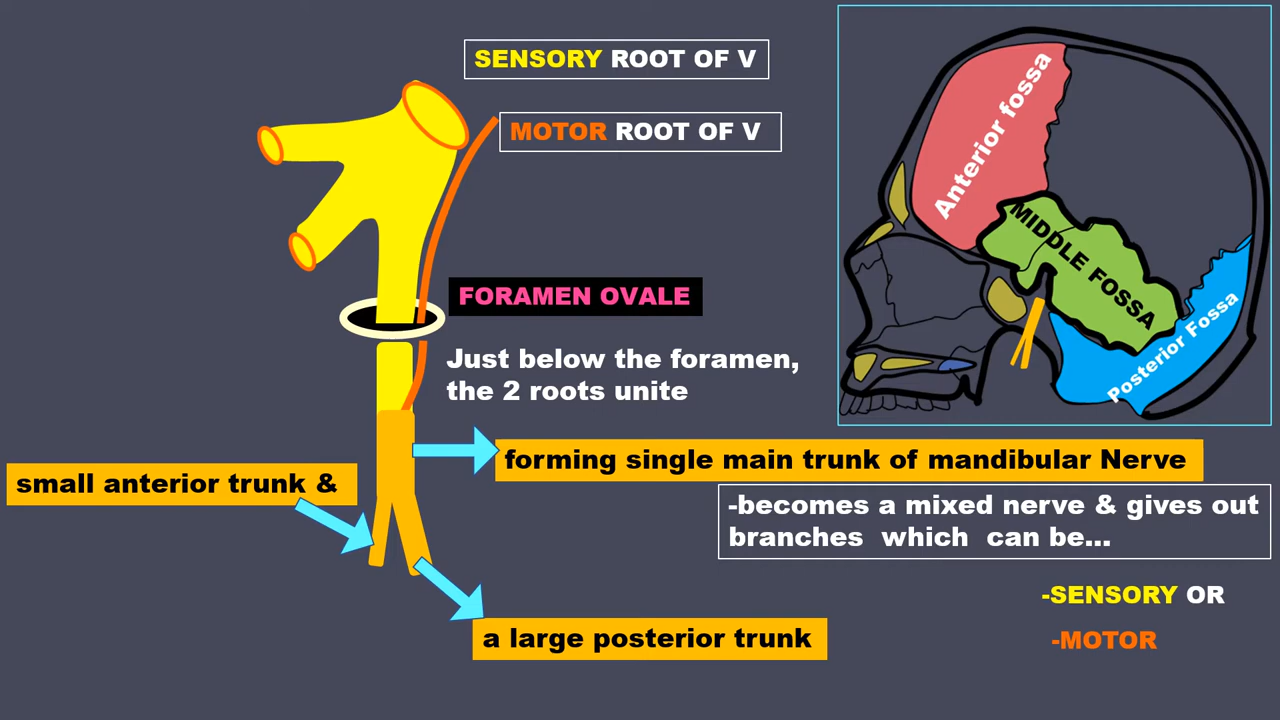 SENSORY ROOT OF V
MOTOR ROOT OF V
Anterior fossa
MIDDLE FOSSA
Posterior Fossa
FORAMEN OVALE
Just below the foramen,
the 2 roots unite
forming single main trunk of mandibular Nerve
small anterior trunk &
-becomes a mixed nerve & gives out
branches which can be...
-SENSORY OR
-MOTOR
a large posterior trunk